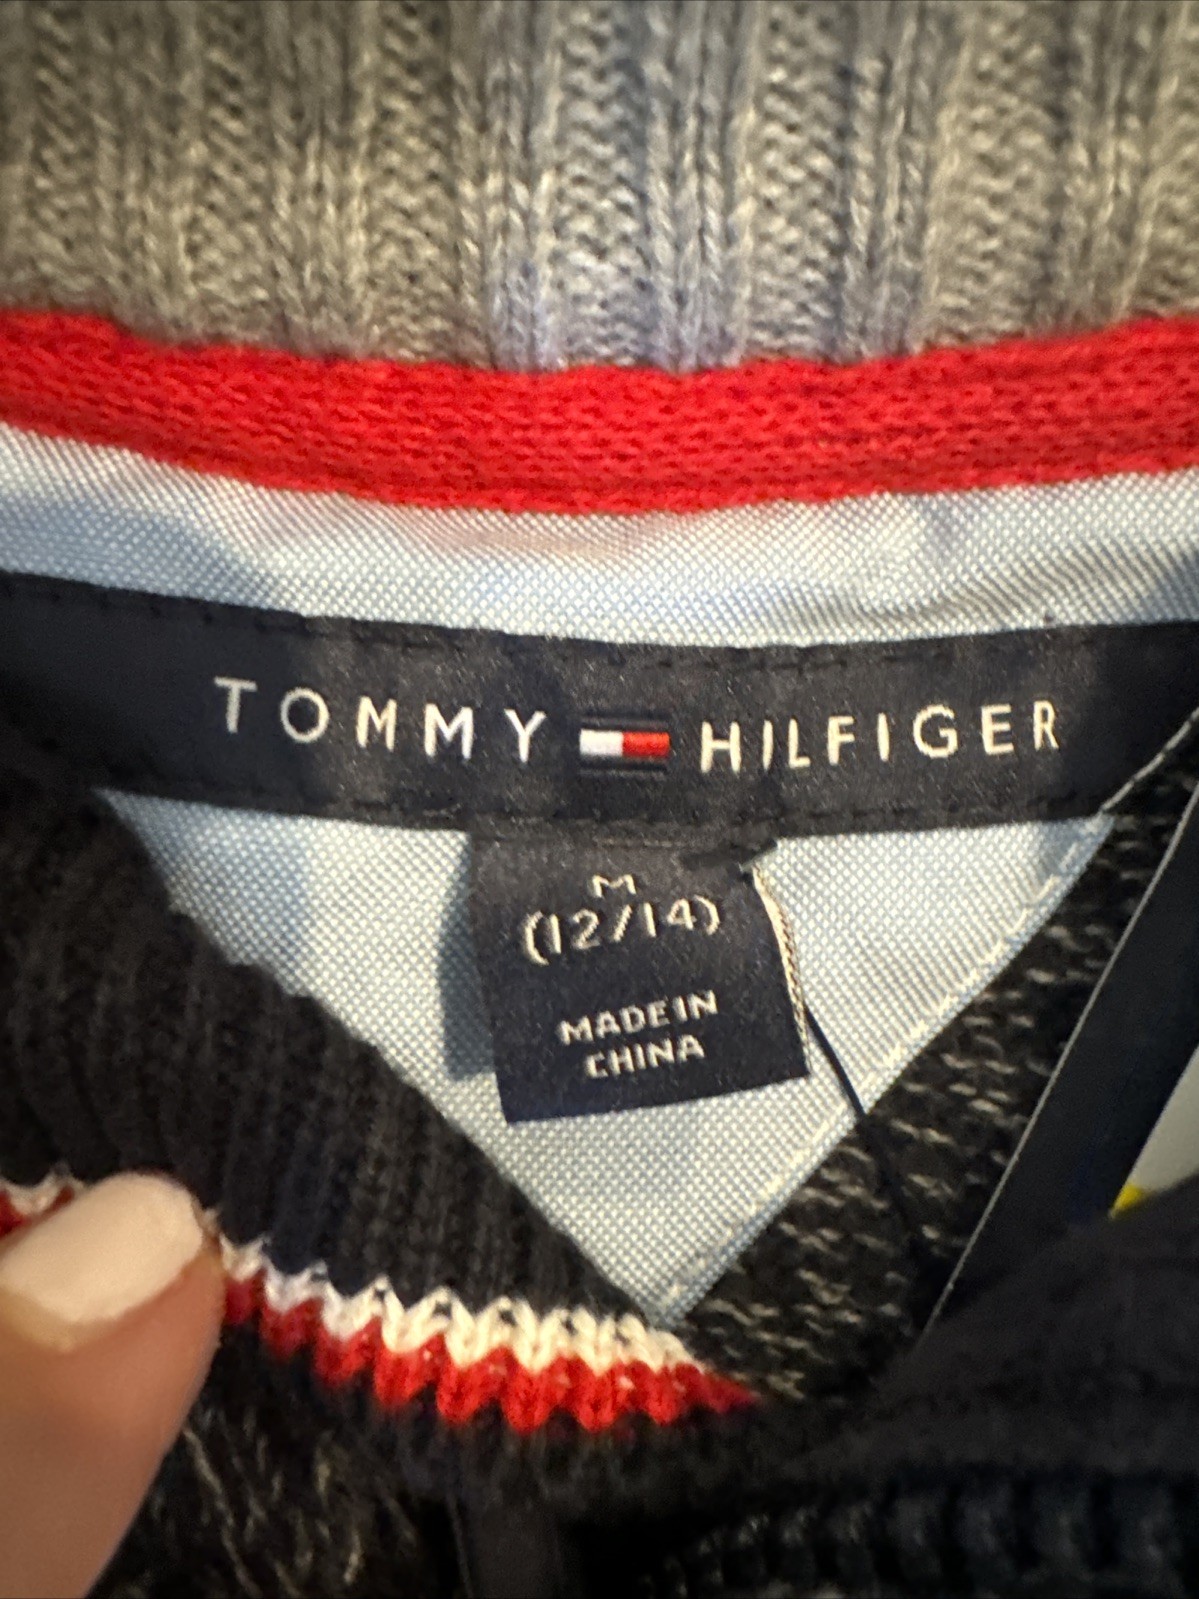 TOMMY HILFIGER
M
(12/14)
MADE IN
CHINA